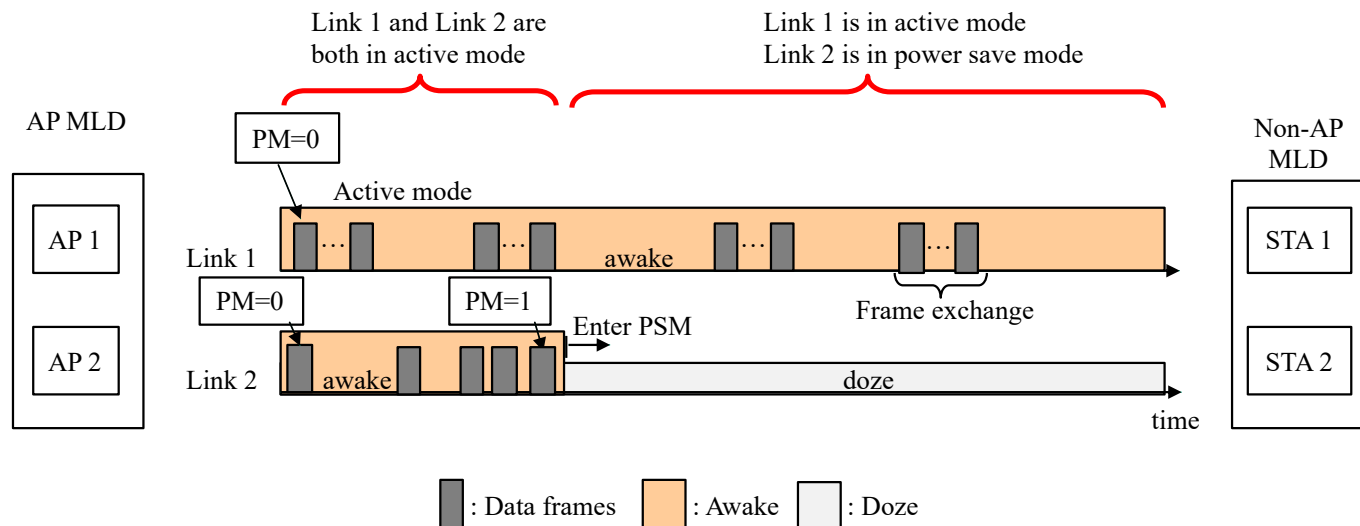 Link 1 and Link 2 are
both in active mode
Link 1 is in active mode
Link 2 is in power save mode
AP MLD
PM=0
Non-AP
MLD
Active mode
AP 1
… … … …
STA 1
Link 1
awake
PM=0
PM=1
Frame exchange
Enter PSM
AP 2
STA 2
Link 2
awake
doze
time
: Data frames
: Awake
: Doze